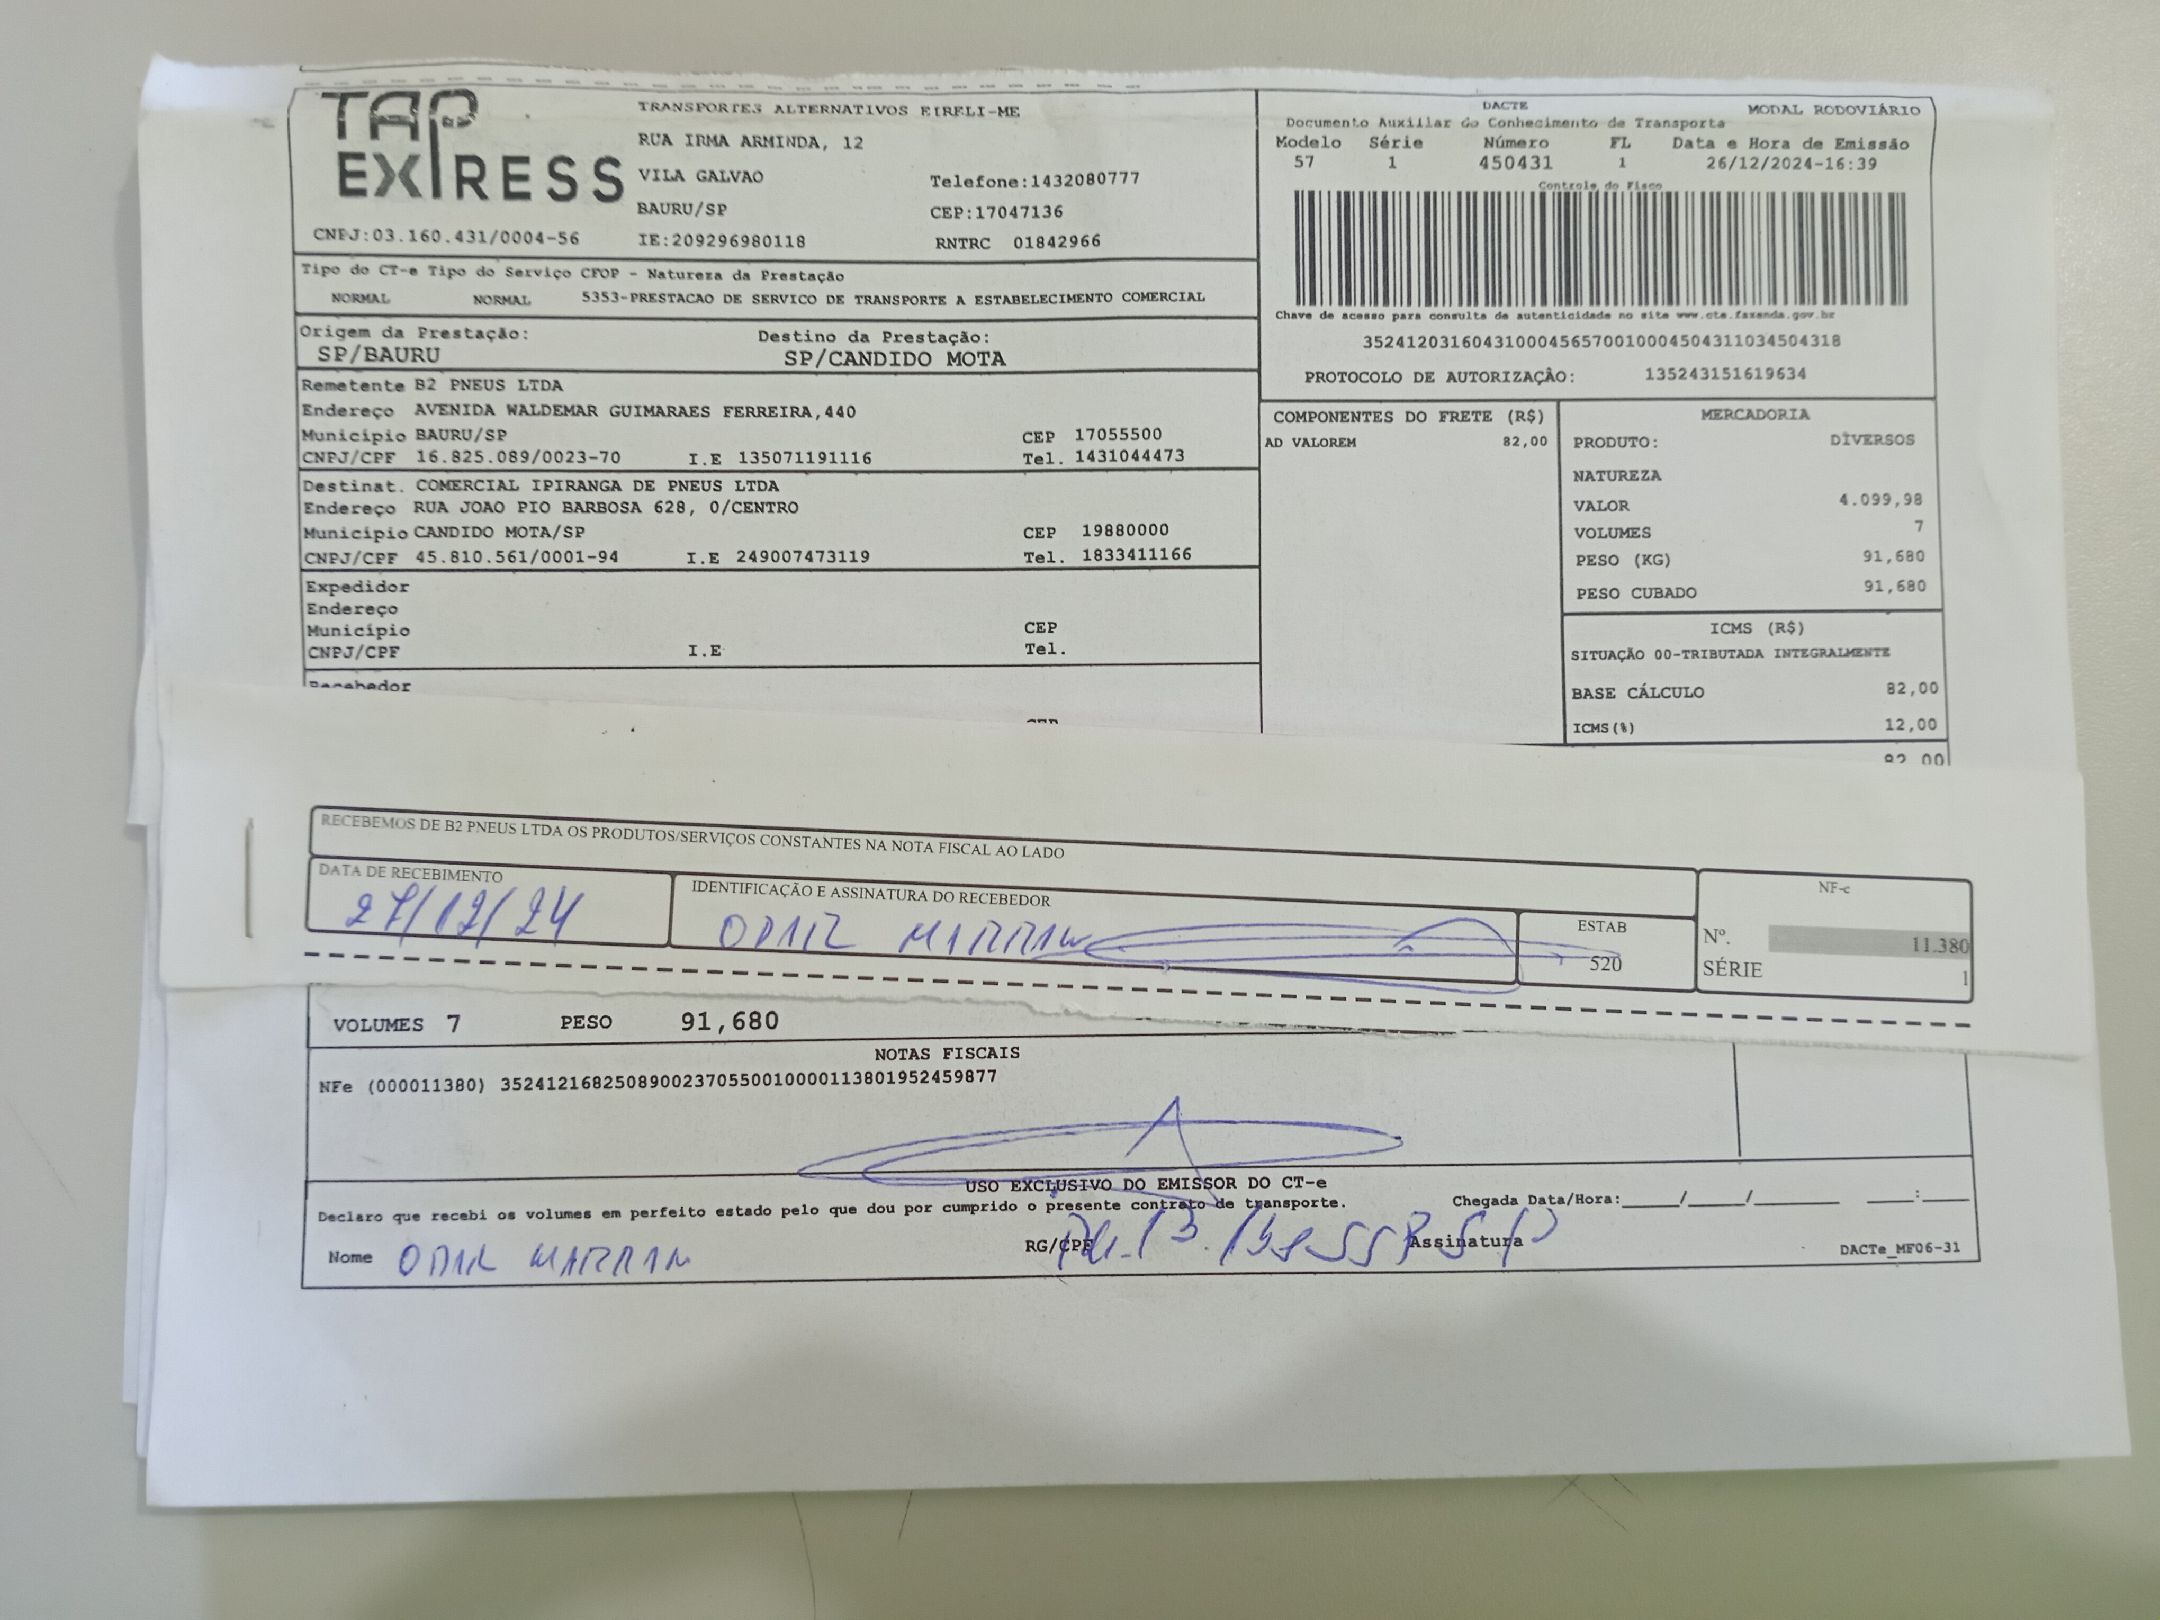 TAP EXPRESS
TRANSPORTES ALTERNATIVOS EIRELI-ME
RUA IRMA ARMINDA, 12
VILA GALVAO Telefone:1432080777
BAURU/SP CEP:17047136
CNPJ:03.160.431/0004-56 IE:209296980118 RNTRC 01842966
DACTE MODAL RODOVIÁRIO
Documento Auxiliar do Conhecimento de Transporta
Modelo Série Número FL Data e Hora de Emissão
57 1 450431 1 26/12/2024-16:39
Controle do Fisco
Chave de acesso para consulta de autenticidade no site www.cte.fazenda.gov.br
35241203160431000456570010004504311034504318
PROTOCOLO DE AUTORIZAÇÃO: 135243151619634
Tipo do CT-e Tipo do Serviço CFOP - Natureza da Prestação
NORMAL NORMAL 5353-PRESTACAO DE SERVICO DE TRANSPORTE A ESTABELECIMENTO COMERCIAL
Origem da Prestação: Destino da Prestação:
SP/BAURU SP/CANDIDO MOTA
Remetente B2 PNEUS LTDA
Endereço AVENIDA WALDEMAR GUIMARAES FERREIRA,440
Município BAURU/SP CEP 17055500
CNPJ/CPF 16.825.089/0023-70 I.E 135071191116 Tel. 1431044473
Destinat. COMERCIAL IPIRANGA DE PNEUS LTDA
Endereço RUA JOAO PIO BARBOSA 628, 0/CENTRO
Município CANDIDO MOTA/SP CEP 19880000
CNPJ/CPF 45.810.561/0001-94 I.E 249007473119 Tel. 1833411166
Expedidor
Endereço
Município CEP
CNPJ/CPF I.E Tel.
Recebedor
COMPONENTES DO FRETE (R$)
AD VALOREM 82,00
MERCADORIA
PRODUTO: DIVERSOS
NATUREZA
VALOR 4.099,98
VOLUMES 7
PESO (KG) 91,680
PESO CUBADO 91,680
ICMS (R$)
SITUAÇÃO 00-TRIBUTADA INTEGRALMENTE
BASE CÁLCULO 82,00
ICMS(%) 12,00
82,00
RECEBEMOS DE B2 PNEUS LTDA OS PRODUTOS/SERVIÇOS CONSTANTES NA NOTA FISCAL AO LADO
DATA DE RECEBIMENTO IDENTIFICAÇÃO E ASSINATURA DO RECEBEDOR ESTAB NF-e
27/12/24 ODAIR 520
Nº. 11.380
SÉRIE 1
VOLUMES 7 PESO 91,680
NOTAS FISCAIS
NFe (000011380) 35241216825089002370550010000113801952459877
USO EXCLUSIVO DO EMISSOR DO CT-e
Declaro que recebi os volumes em perfeito estado pelo que dou por cumprido o presente contrato de transporte. Chegada Data/Hora:____/____/______ ___:___
Nome ODAIR RG/CPF Assinatura DACTe_MF06-31